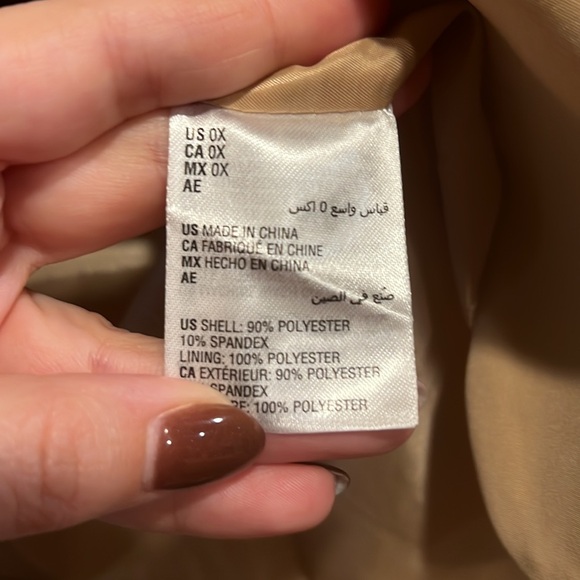 US 0X
CA 0X
MX 0X
AE
قياس واسع 0 اكس
US MADE IN CHINA
CA FABRIQUÉ EN CHINE
MX HECHO EN CHINA
AE
صُنع في الصين
US SHELL: 90% POLYESTER
10% SPANDEX
LINING: 100% POLYESTER
CA EXTÉRIEUR: 90% POLYESTER
SPANDEX
100% POLYESTER